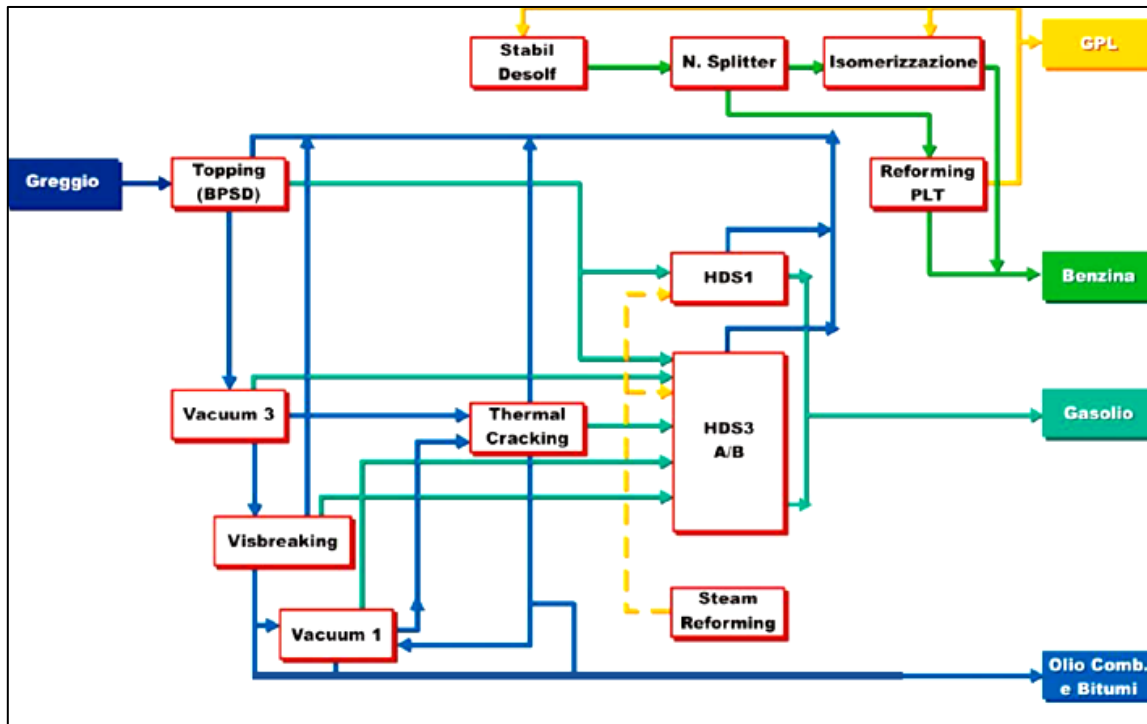 GPL
Stabil
Desolf
N. Splitter
Isomerizzazione
Greggio
Topping
(BPSD)
Reforming
PLT
HDS1
Benzina
Vacuum 3
Thermal
Cracking
HDS3
A/B
Gasolio
Visbreaking
Steam
Reforming
Vacuum 1
Olio Comb.
e Bitumi